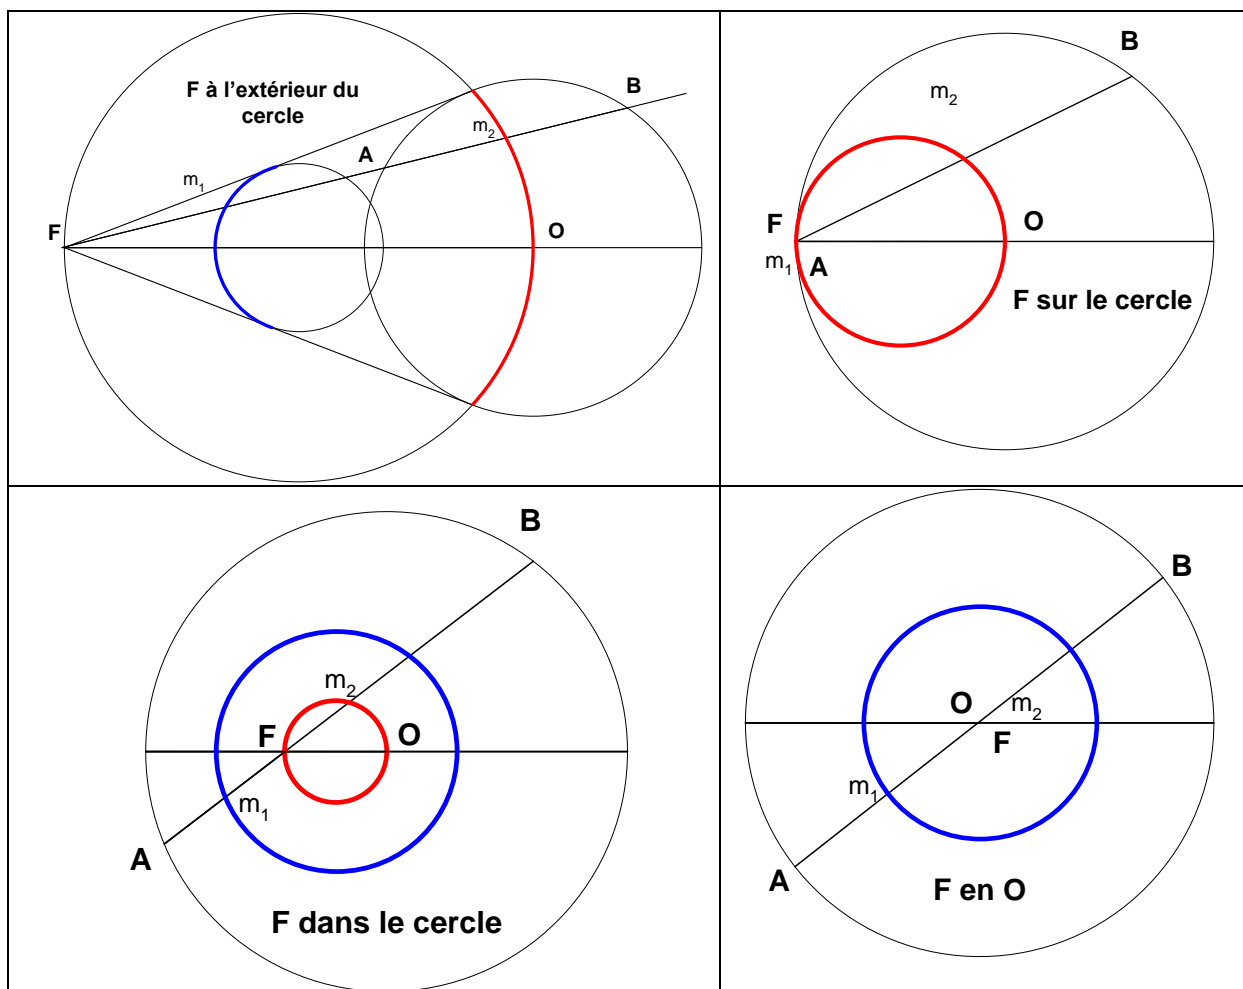 F à l'extérieur du
cercle
B
m2
A
m1
F
O
B
m2
F
O
m1
A
F sur le cercle
B
m2
F
O
m1
A
F dans le cercle
B
O
m2
F
m1
A
F en O